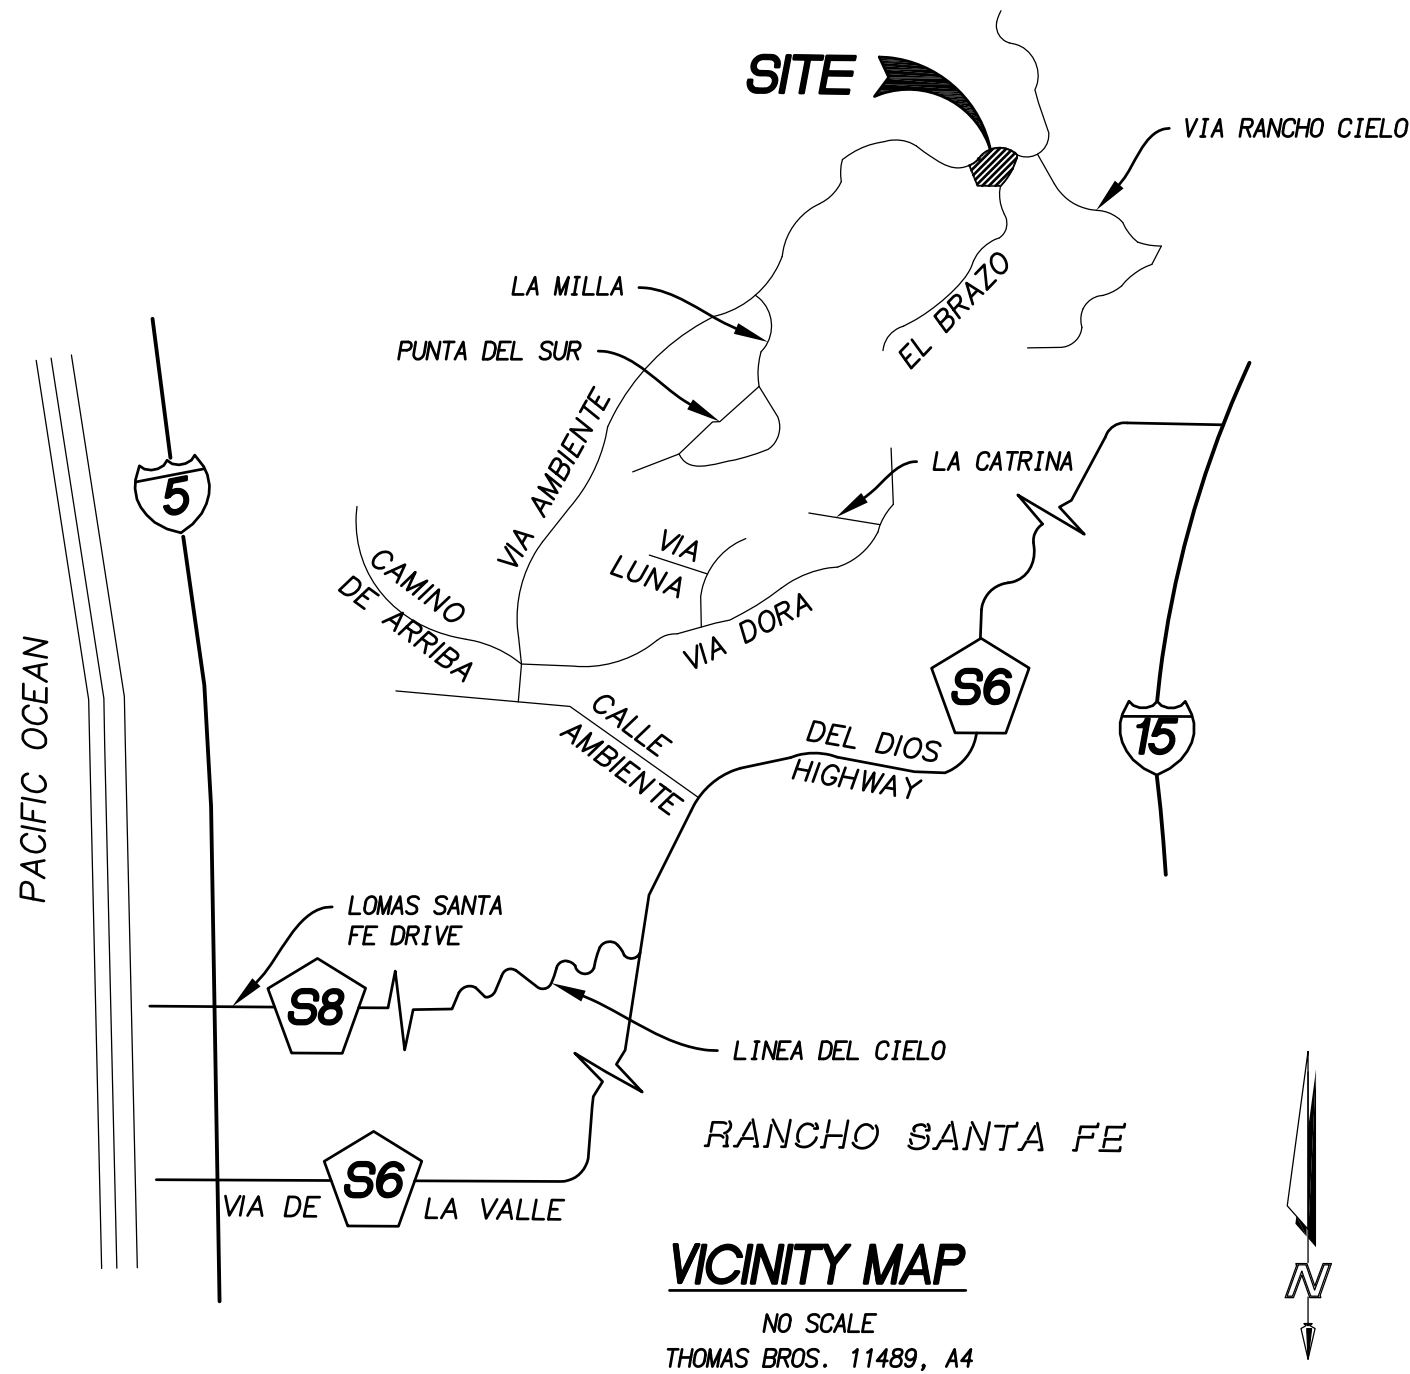 SITE
VIA RANCHO CIELO
LA MILLA
EL BRAZO
PUNTA DEL SUR
VIA AMBIENTE
LA CATRINA
5
VIA
LUNA
CAMINO
DE ARRIBA
VIA DORA
S6
PACIFIC OCEAN
CALLE
AMBIENTE
DEL DIOS
HIGHWAY
15
LOMAS SANTA
FE DRIVE
S8
LINEA DEL CIELO
RANCHO SANTA FE
S6
VIA DE
LA VALLE
VICINITY MAP
N
NO SCALE
THOMAS BROS. 11489, A4